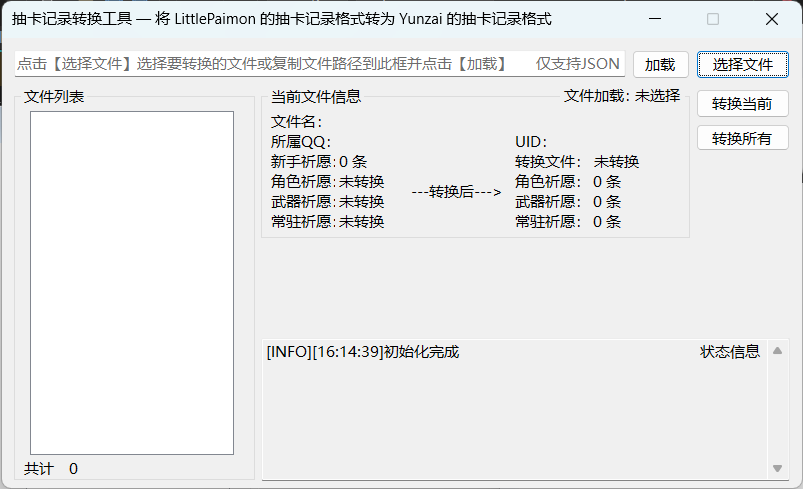 抽卡记录转换工具 — 将 LittlePaimon 的抽卡记录格式转为 Yunzai 的抽卡记录格式
点击【选择文件】选择要转换的文件或复制文件路径到此框并点击【加载】 仅支持JSON
加载
选择文件
文件列表
当前文件信息
文件加载: 未选择
转换当前
转换所有
文件名:
所属QQ:
新手祈愿: 0 条
角色祈愿: 未转换
武器祈愿: 未转换
常驻祈愿: 未转换
---转换后--->
UID:
转换文件: 未转换
角色祈愿: 0 条
武器祈愿: 0 条
常驻祈愿: 0 条
[INFO][16:14:39]初始化完成
状态信息
共计 0